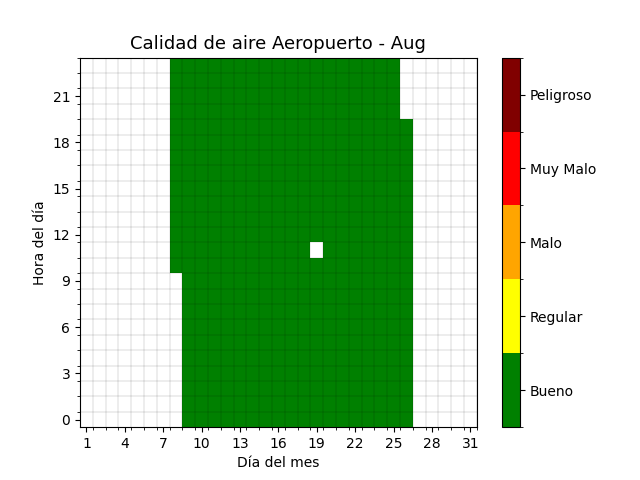 Calidad de aire Aeropuerto - Aug
Hora del día
21
18
15
12
9
6
3
0
1 4 7 10 13 16 19 22 25 28 31
Día del mes
Peligroso
Muy Malo
Malo
Regular
Bueno